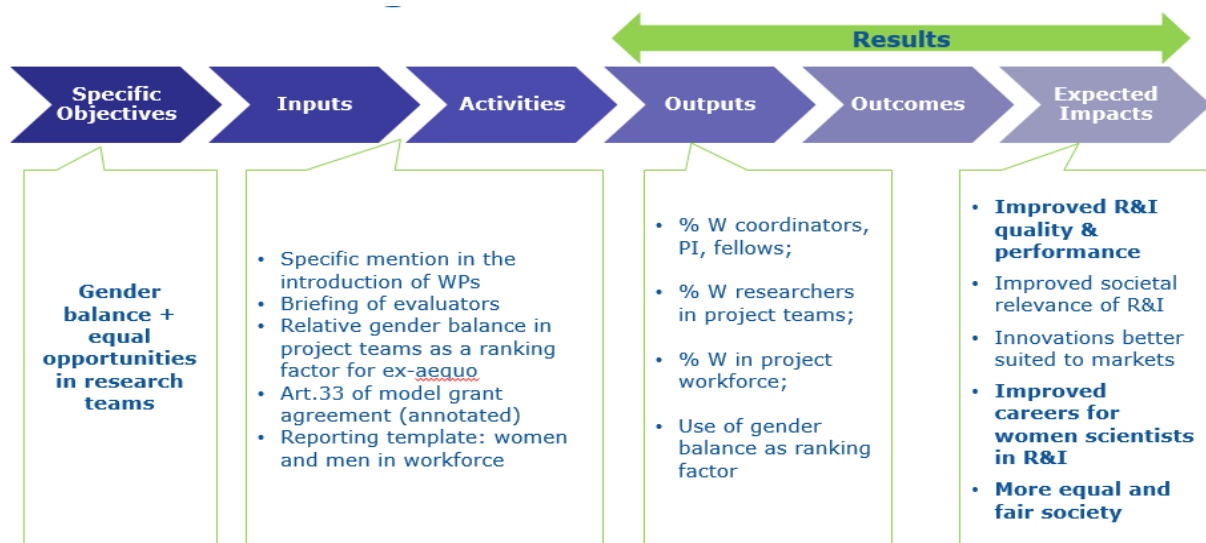 Results
Specific
Objectives
Inputs
Activities
Outputs
Outcomes
Expected
Impacts
Gender
balance +
equal
opportunities
in research
teams
• Specific mention in the
introduction of WPs
• Briefing of evaluators
• Relative gender balance in
project teams as a ranking
factor for ex-aequo
• Art.33 of model grant
agreement (annotated)
• Reporting template: women
and men in workforce
• % W coordinators,
PI, fellows;
• % W researchers
in project teams;
• % W in project
workforce;
• Use of gender
balance as ranking
factor
• Improved R&I
quality &
performance
• Improved societal
relevance of R&I
• Innovations better
suited to markets
• Improved
careers for
women scientists
in R&I
• More equal and
fair society